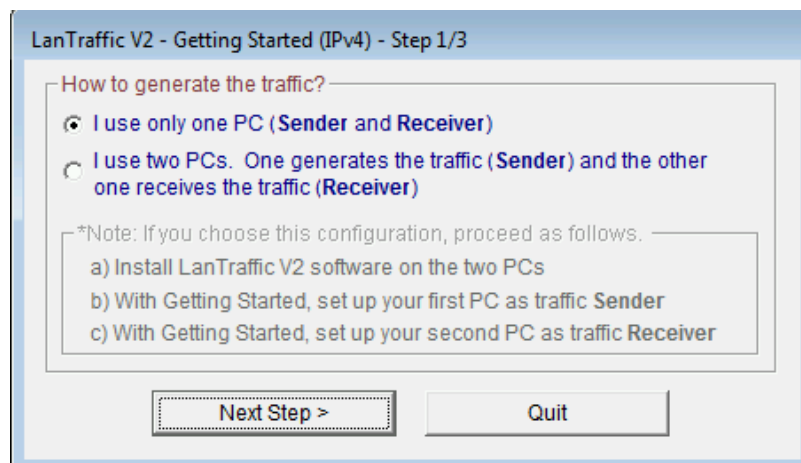 LanTraffic V2 - Getting Started (IPv4) - Step 1/3
How to generate the traffic?
I use only one PC (Sender and Receiver)
I use two PCs. One generates the traffic (Sender) and the other
one receives the traffic (Receiver)
*Note: If you choose this configuration, proceed as follows.
a) Install LanTraffic V2 software on the two PCs
b) With Getting Started, set up your first PC as traffic Sender
c) With Getting Started, set up your second PC as traffic Receiver
Next Step >
Quit